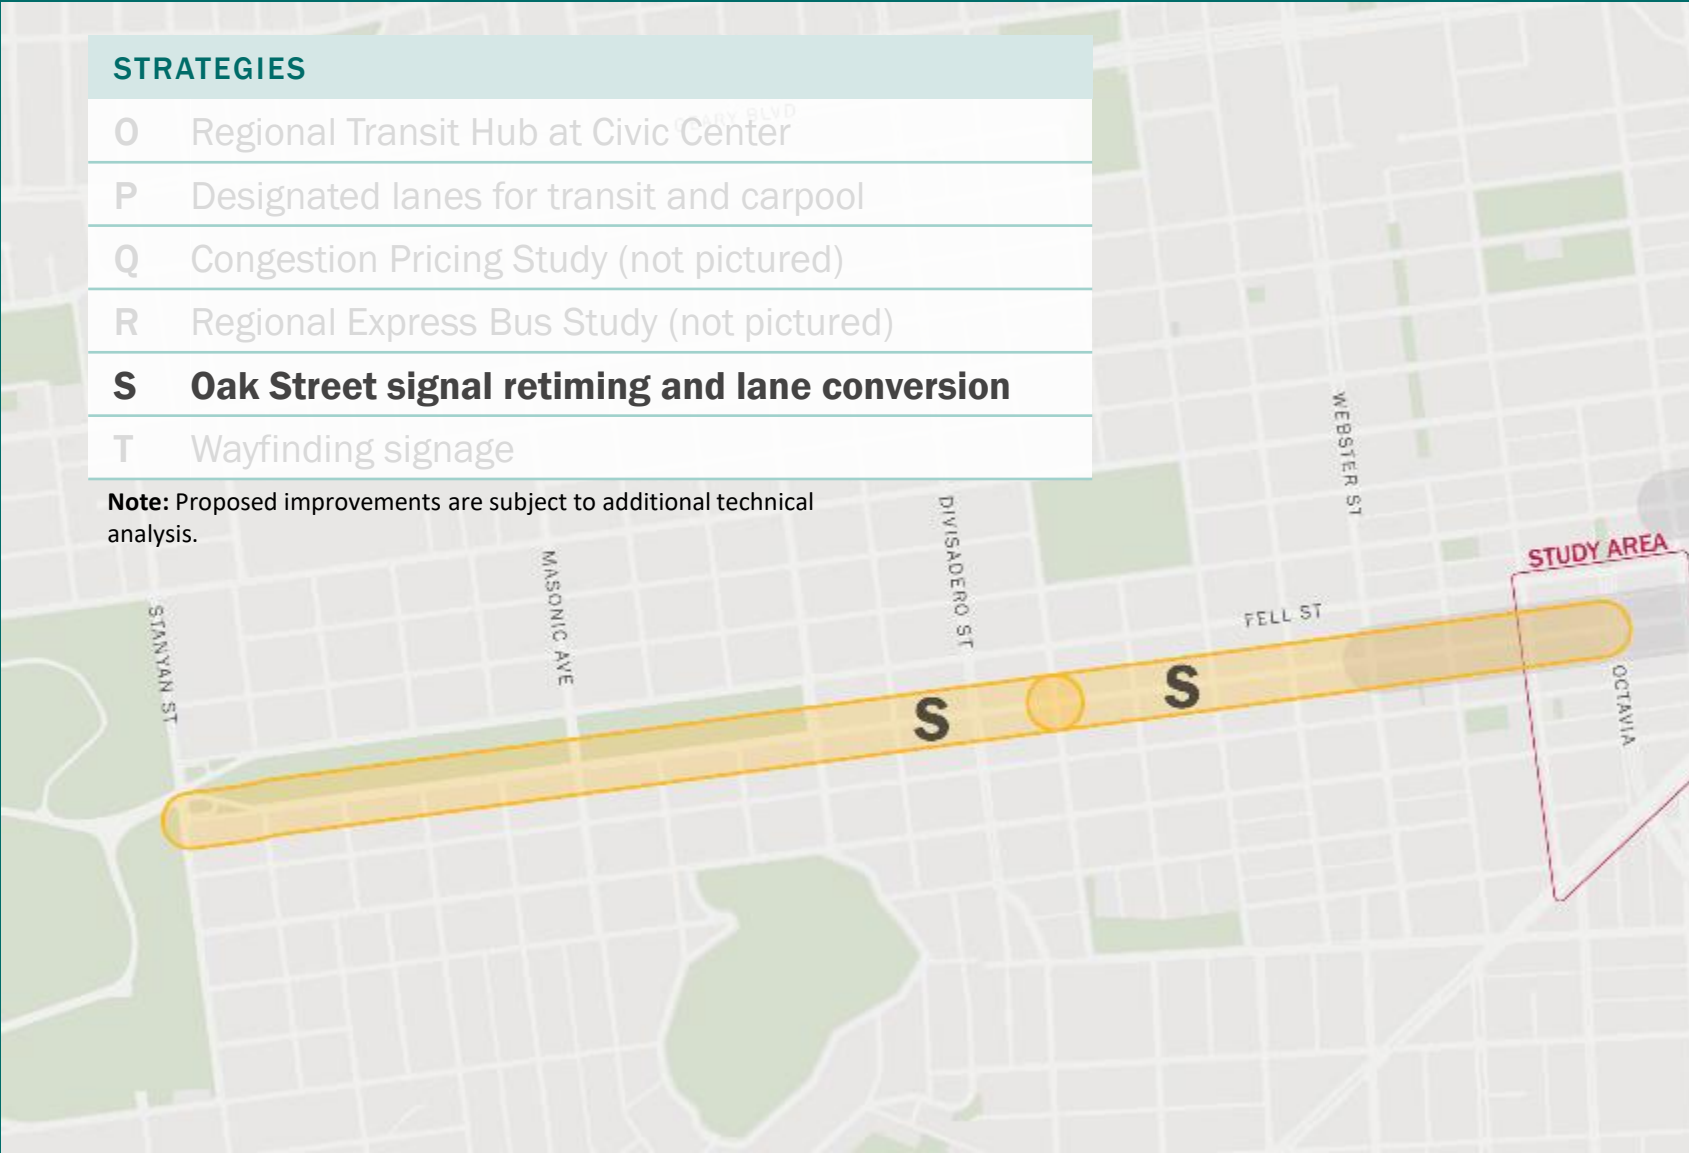 STRATEGIES
O Regional Transit Hub at Civic Center
P Designated lanes for transit and carpool
Q Congestion Pricing Study (not pictured)
R Regional Express Bus Study (not pictured)
S Oak Street signal retiming and lane conversion
T Wayfinding signage
Note: Proposed improvements are subject to additional technical
analysis.
GEARY BLVD
WEBSTER ST
DIVISADERO ST
MASONIC AVE
STANYAN ST
STUDY AREA
FELL ST
OCTAVIA
S
S